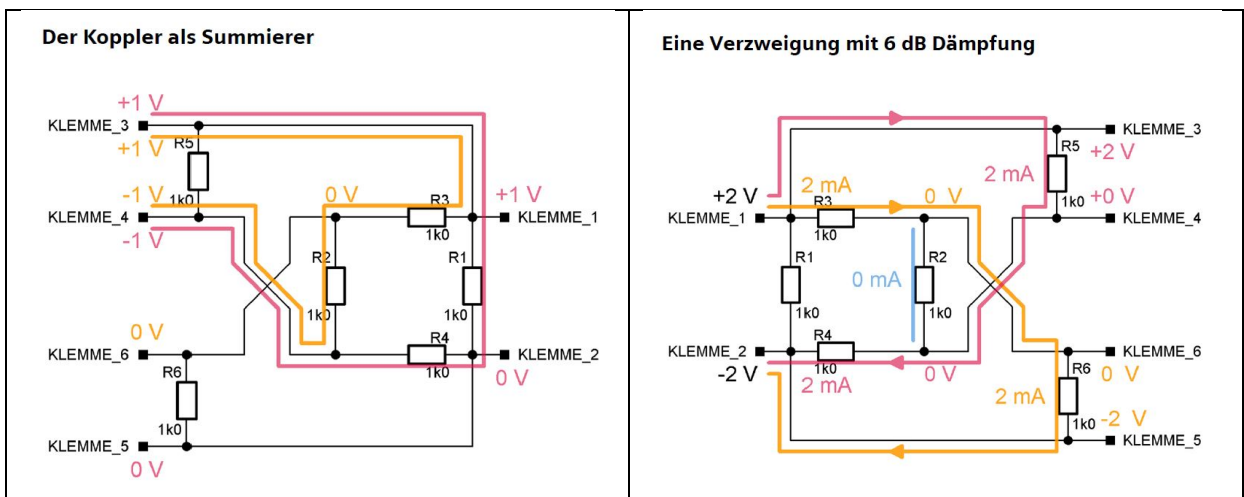 Der Koppler als Summierer
+1 V
KLEMME_3
+1 V
R5
1k0
-1 V
KLEMME_4
-1 V
0 V
R3
1k0
+1 V
KLEMME_1
R2
1k0
R1
1k0
0 V
KLEMME_6
R4
1k0
KLEMME_2
0 V
R6
1k0
KLEMME_5
0 V
Eine Verzweigung mit 6 dB Dämpfung
KLEMME_3
+2 V
R5
2 mA
1k0
+2 V
2 mA
0 V
+0 V
KLEMME_1
R3
1k0
KLEMME_4
R1
1k0
0 mA
R2
1k0
KLEMME_2
R4
1k0
KLEMME_6
-2 V
2 mA
0 V
R6
0 V
2 mA
1k0
-2 V
KLEMME_5